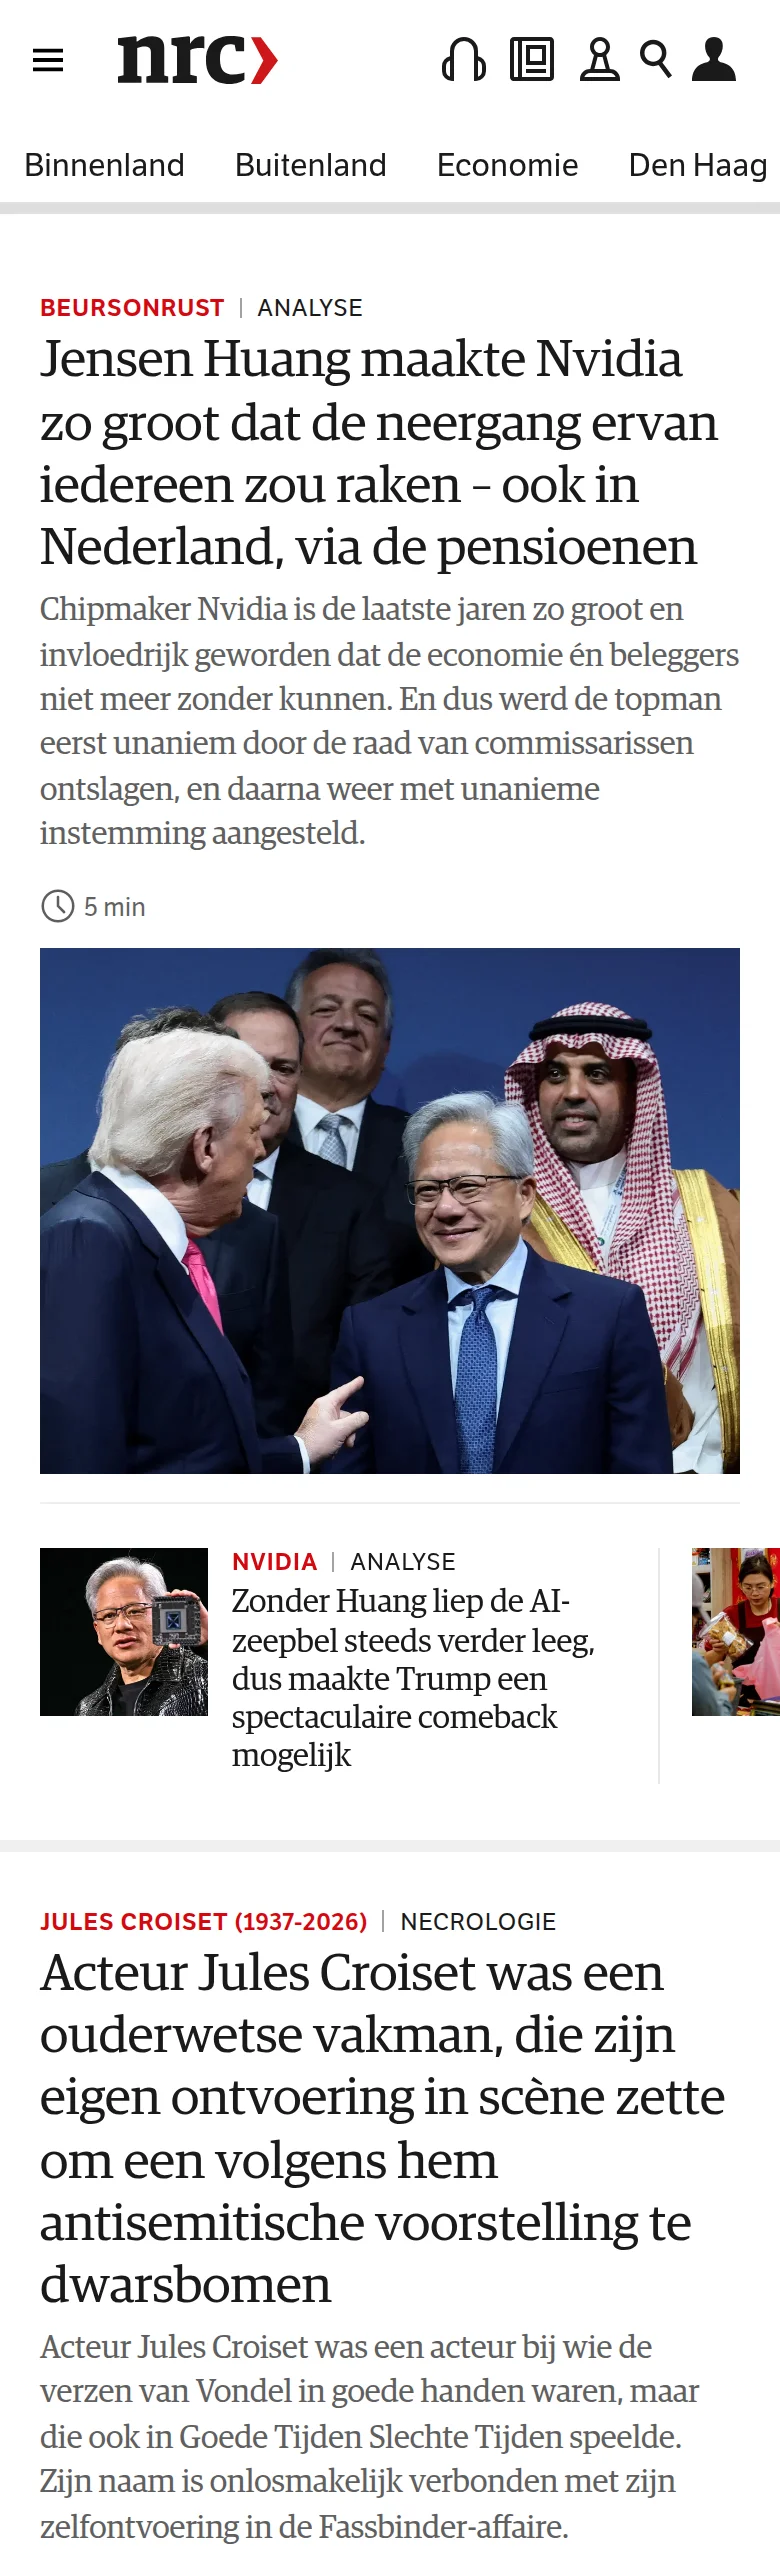 nrc
Binnenland Buitenland Economie Den Haag
BEURSONRUST | ANALYSE
Jensen Huang maakte Nvidia
zo groot dat de neergang ervan
iedereen zou raken – ook in
Nederland, via de pensioenen
Chipmaker Nvidia is de laatste jaren zo groot en
invloedrijk geworden dat de economie én beleggers
niet meer zonder kunnen. En dus werd de topman
eerst unaniem door de raad van commissarissen
ontslagen, en daarna weer met unanieme
instemming aangesteld.
5 min
NVIDIA | ANALYSE
Zonder Huang liep de AI-
zeepbel steeds verder leeg,
dus maakte Trump een
spectaculaire comeback
mogelijk
JULES CROISET (1937-2026) | NECROLOGIE
Acteur Jules Croiset was een
ouderwetse vakman, die zijn
eigen ontvoering in scène zette
om een volgens hem
antisemitische voorstelling te
dwarsbomen
Acteur Jules Croiset was een acteur bij wie de
verzen van Vondel in goede handen waren, maar
die ook in Goede Tijden Slechte Tijden speelde.
Zijn naam is onlosmakelijk verbonden met zijn
zelfontvoering in de Fassbinder-affaire.